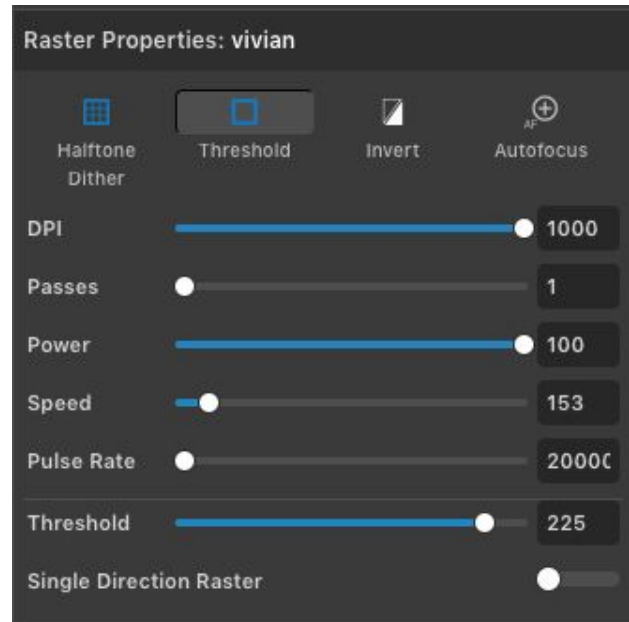 Raster Properties: vivian
AF
Halftone Dither
Threshold
Invert
Autofocus
DPI 1000
Passes 1
Power 100
Speed 153
Pulse Rate 20000
Threshold 225
Single Direction Raster